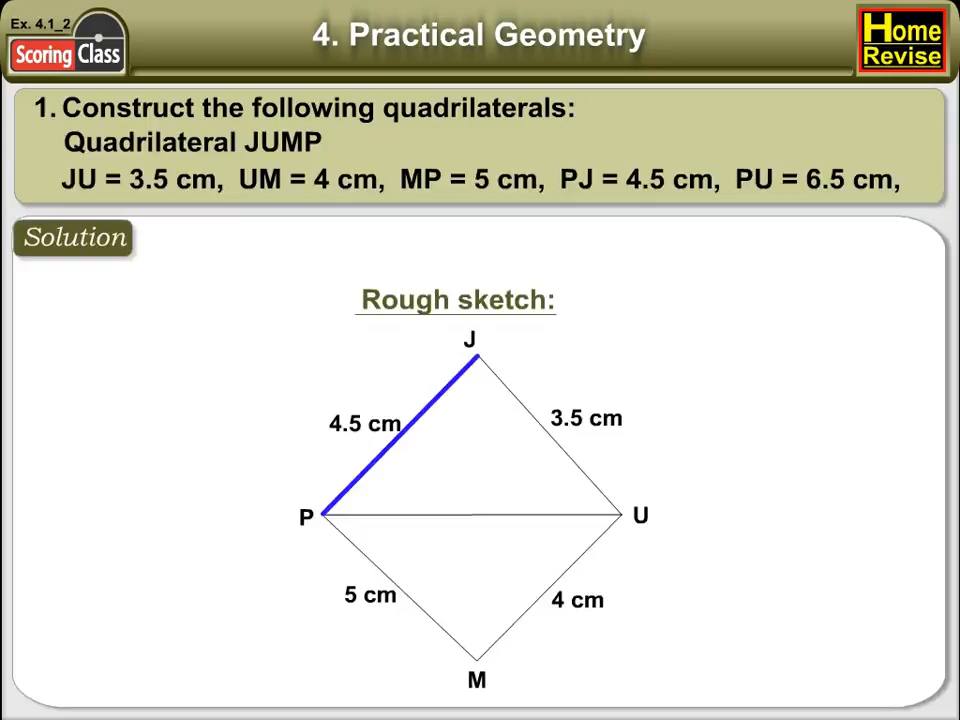 Ex. 4.1_2
Scoring Class
4. Practical Geometry
Home
Revise
1. Construct the following quadrilaterals:
Quadrilateral JUMP
JU = 3.5 cm, UM = 4 cm, MP = 5 cm, PJ = 4.5 cm, PU = 6.5 cm,
Solution
Rough sketch:
J
4.5 cm
3.5 cm
P
U
5 cm
4 cm
M